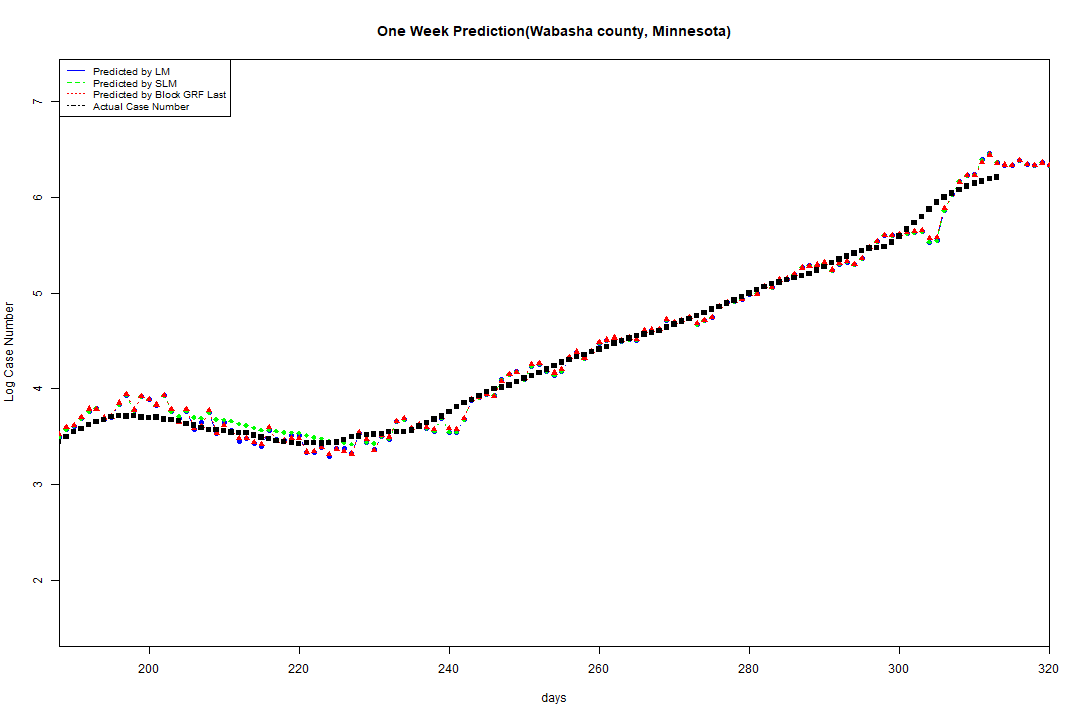 One Week Prediction(Wabasha county, Minnesota)
Predicted by LM
Predicted by SLM
Predicted by Block GRF Last
Actual Case Number
7
6
5
4
3
2
Log Case Number
200 220 240 260 280 300 320
days